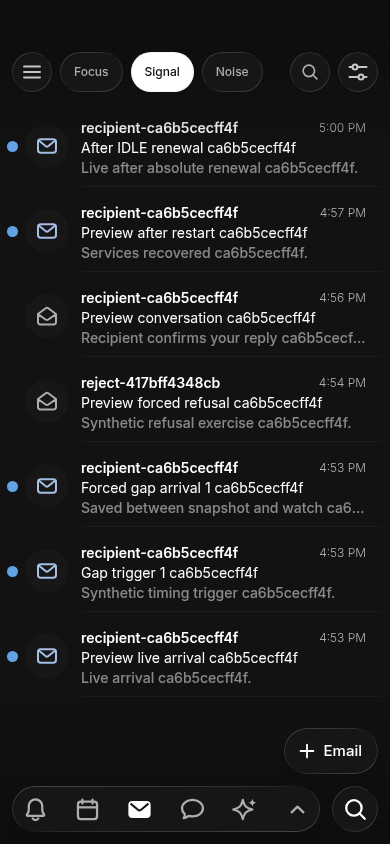 Focus
Signal
Noise
recipient-ca6b5cecff4f 5:00 PM
After IDLE renewal ca6b5cecff4f
Live after absolute renewal ca6b5cecff4f.
recipient-ca6b5cecff4f 4:57 PM
Preview after restart ca6b5cecff4f
Services recovered ca6b5cecff4f.
recipient-ca6b5cecff4f 4:56 PM
Preview conversation ca6b5cecff4f
Recipient confirms your reply ca6b5cecf...
reject-417bff4348cb 4:54 PM
Preview forced refusal ca6b5cecff4f
Synthetic refusal exercise ca6b5cecff4f.
recipient-ca6b5cecff4f 4:53 PM
Forced gap arrival 1 ca6b5cecff4f
Saved between snapshot and watch ca6...
recipient-ca6b5cecff4f 4:53 PM
Gap trigger 1 ca6b5cecff4f
Synthetic timing trigger ca6b5cecff4f.
recipient-ca6b5cecff4f 4:53 PM
Preview live arrival ca6b5cecff4f
Live arrival ca6b5cecff4f.
Email